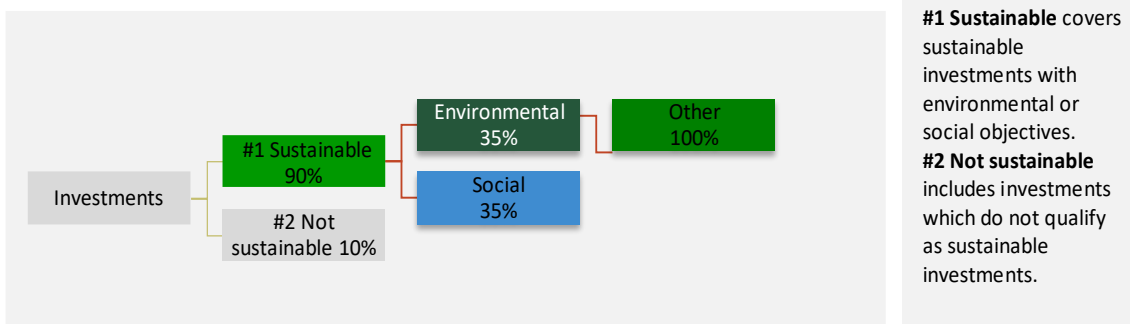 Investments
#1 Sustainable
90%
#2 Not
sustainable 10%
Environmental
35%
Social
35%
Other
100%
#1 Sustainable covers
sustainable
investments with
environmental or
social objectives.
#2 Not sustainable
includes investments
which do not qualify
as sustainable
investments.